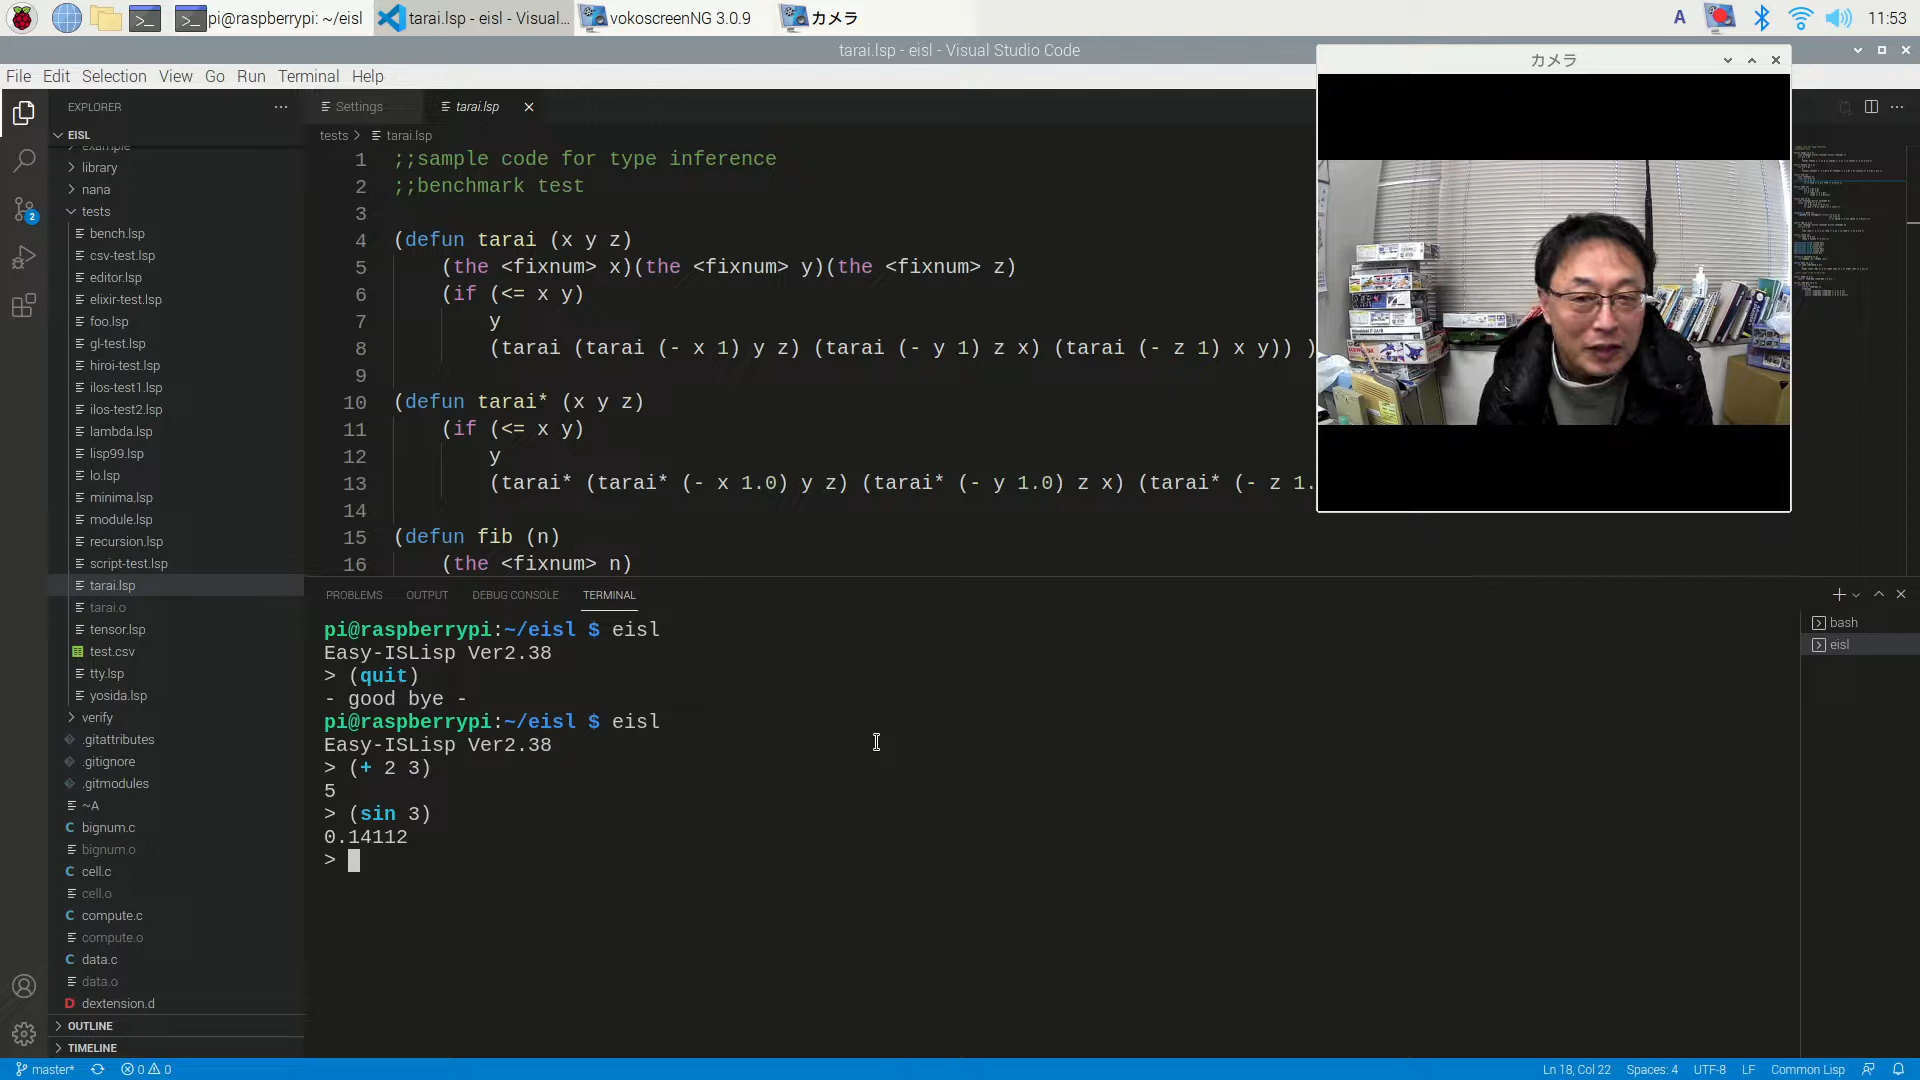 pi@raspberrypi: ~/eisl
tarai.lsp - eisl - Visual...
vokoscreenNG 3.0.9
カメラ
A
11:53
tarai.lsp - eisl - Visual Studio Code
カメラ
File Edit Selection View Go Run Terminal Help
EXPLORER
Settings
tarai.lsp
EISL
tests > tarai.lsp
example
library
nana
tests
bench.lsp
csv-test.lsp
editor.lsp
elixir-test.lsp
foo.lsp
gl-test.lsp
hiroi-test.lsp
ilos-test1.lsp
ilos-test2.lsp
lambda.lsp
lisp99.lsp
lo.lsp
minima.lsp
module.lsp
recursion.lsp
script-test.lsp
tarai.lsp
tarai.o
tensor.lsp
test.csv
tty.lsp
yosida.lsp
verify
.gitattributes
.gitignore
.gitmodules
~A
C bignum.c
bignum.o
C cell.c
cell.o
C compute.c
compute.o
C data.c
data.o
D dextension.d
OUTLINE
TIMELINE
2
1 ;;sample code for type inference
2 ;;benchmark test
3
4 (defun tarai (x y z)
5 (the <fixnum> x)(the <fixnum> y)(the <fixnum> z)
6 (if (<= x y)
7 y
8 (tarai (tarai (- x 1) y z) (tarai (- y 1) z x) (tarai (- z 1) x y)) )
9
10 (defun tarai* (x y z)
11 (if (<= x y)
12 y
13 (tarai* (tarai* (- x 1.0) y z) (tarai* (- y 1.0) z x) (tarai* (- z 1.
14
15 (defun fib (n)
16 (the <fixnum> n)
PROBLEMS OUTPUT DEBUG CONSOLE TERMINAL
pi@raspberrypi:~/eisl $ eisl
Easy-ISLisp Ver2.38
> (quit)
- good bye -
pi@raspberrypi:~/eisl $ eisl
Easy-ISLisp Ver2.38
> (+ 2 3)
5
> (sin 3)
0.14112
>
bash
eisl
master* 0 0
Ln 18, Col 22 Spaces: 4 UTF-8 LF Common Lisp